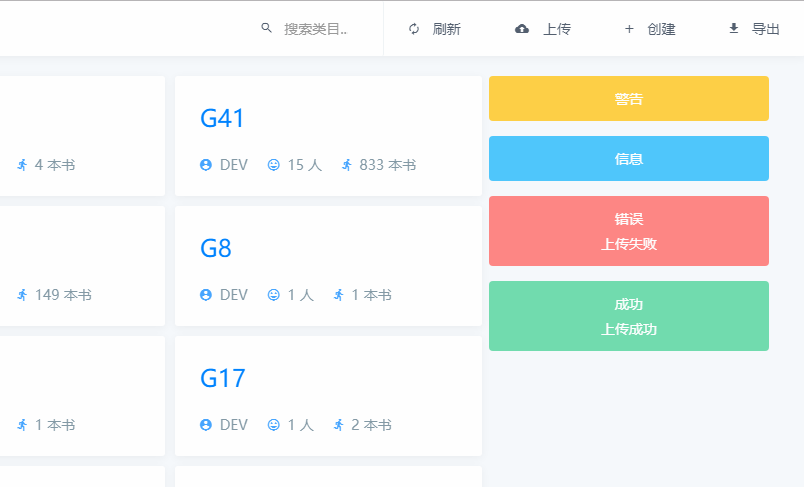 搜索类目..
刷新
上传
+ 创建
导出
4 本书
G41
DEV 15 人 833 本书
149 本书
G8
DEV 1 人 1 本书
1 本书
G17
DEV 1 人 2 本书
警告
信息
错误
上传失败
成功
上传成功